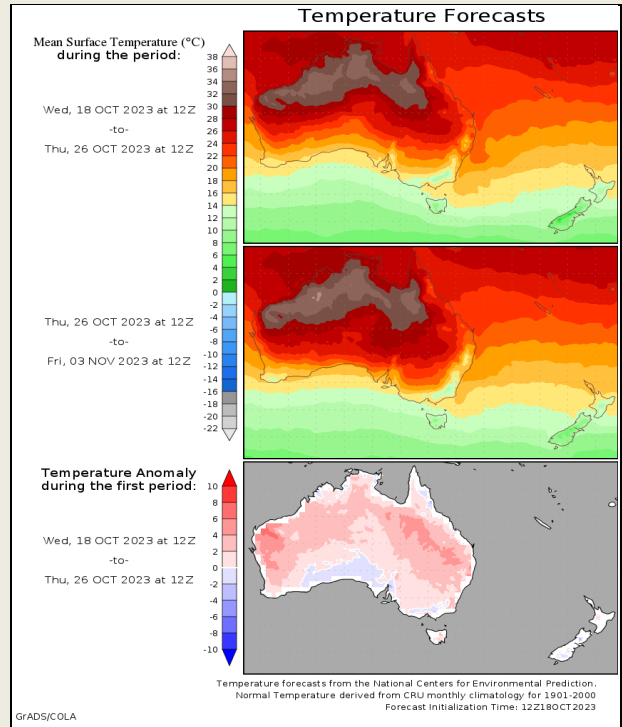 Temperature Forecasts
Mean Surface Temperature (°C)
during the period:
38
36
34
32
30
28
26
24
22
20
18
16
14
12
10
8
6
4
2
0
-2
-4
-6
-8
-10
-12
-14
-16
-18
-20
-22
Wed, 18 OCT 2023 at 12Z
-to-
Thu, 26 OCT 2023 at 12Z
Thu, 26 OCT 2023 at 12Z
-to-
Fri, 03 NOV 2023 at 12Z
Temperature Anomaly
during the first period:
10
8
6
4
2
0
-2
-4
-6
-8
-10
Wed, 18 OCT 2023 at 12Z
-to-
Thu, 26 OCT 2023 at 12Z
Temperature forecasts from the National Centers for Environmental Prediction.
Normal Temperature derived from CRU monthly climatology for 1901-2000
Forecast Initialization Time: 12Z18OCT2023
GrADS/COLA